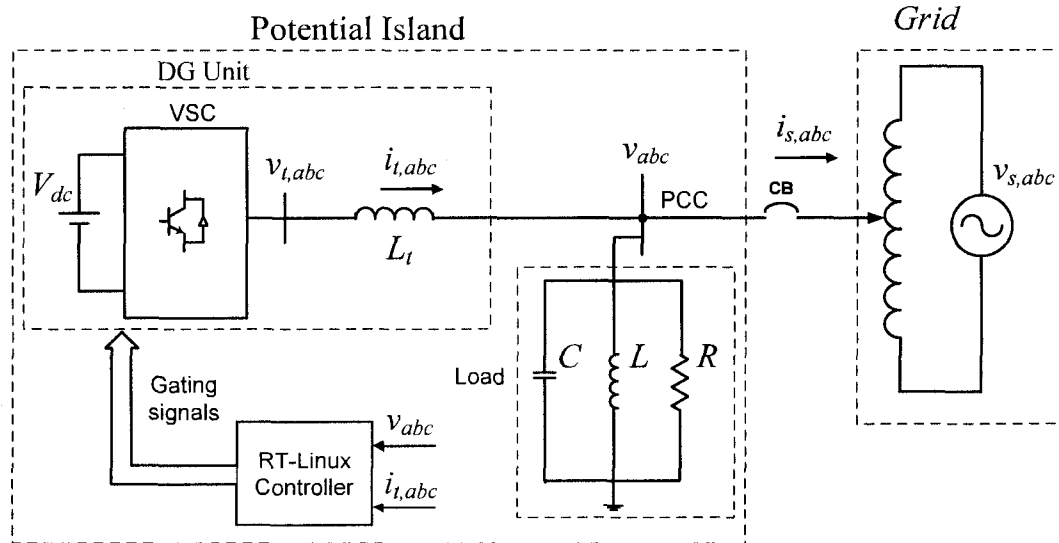 Grid
Potential Island
DG Unit
VSC
V_dc
v_t,abc
i_t,abc
L_t
v_abc
PCC
i_s,abc
CB
v_s,abc
Load
C
L
R
Gating
signals
RT-Linux
Controller
v_abc
i_t,abc